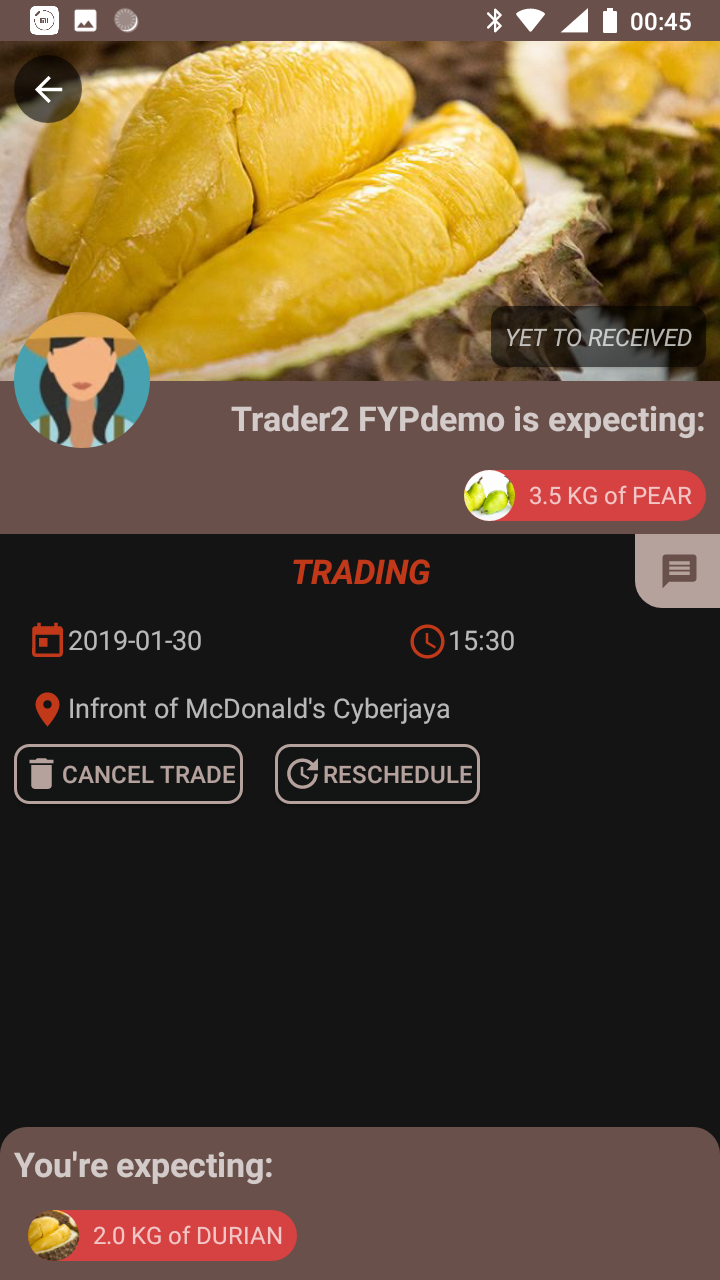 00:45
YET TO RECEIVED
Trader2 FYPdemo is expecting:
3.5 KG of PEAR
TRADING
2019-01-30
15:30
Infront of McDonald's Cyberjaya
CANCEL TRADE
RESCHEDULE
You're expecting:
2.0 KG of DURIAN